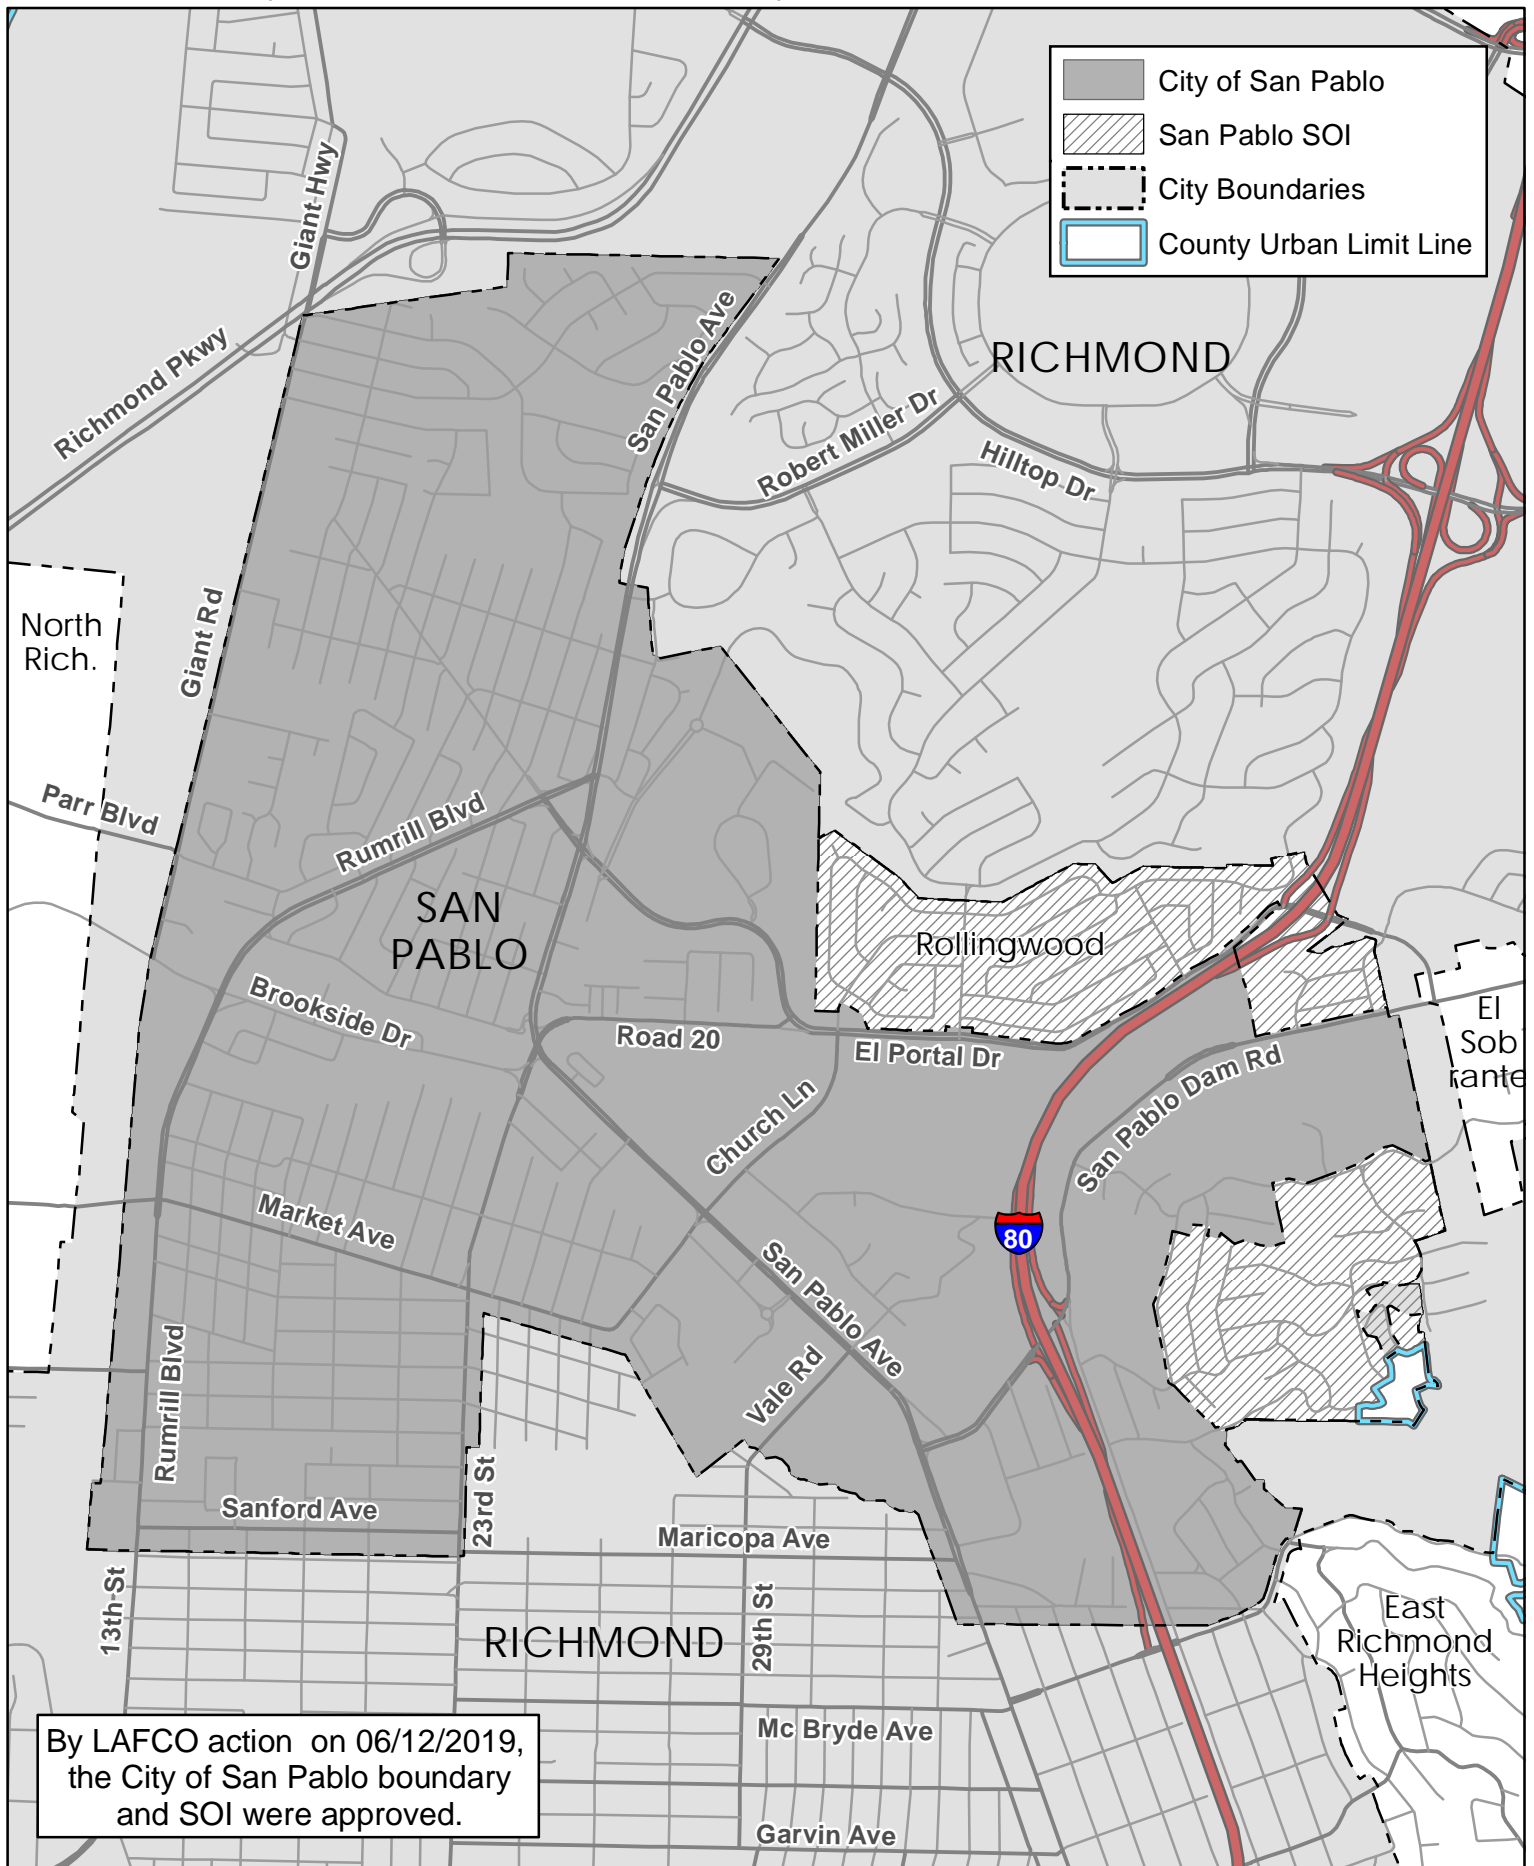 City of San Pablo
San Pablo SOI
City Boundaries
County Urban Limit Line
Giant Hwy
San Pablo Ave
Richmond Pkwy
RICHMOND
Robert Miller Dr
Hilltop Dr
North
Rich.
Giant Rd
Parr Blvd
Rumrill Blvd
SAN
PABLO
Rollingwood
Brookside Dr
Road 20
El Portal Dr
El
Sob
rante
San Pablo Dam Rd
Church Ln
Market Ave
80
San Pablo Ave
Rumrill Blvd
Vale Rd
23rd St
Sanford Ave
Maricopa Ave
13th St
29th St
RICHMOND
East
Richmond
Heights
Mc Bryde Ave
By LAFCO action on 06/12/2019,
the City of San Pablo boundary
and SOI were approved.
Garvin Ave